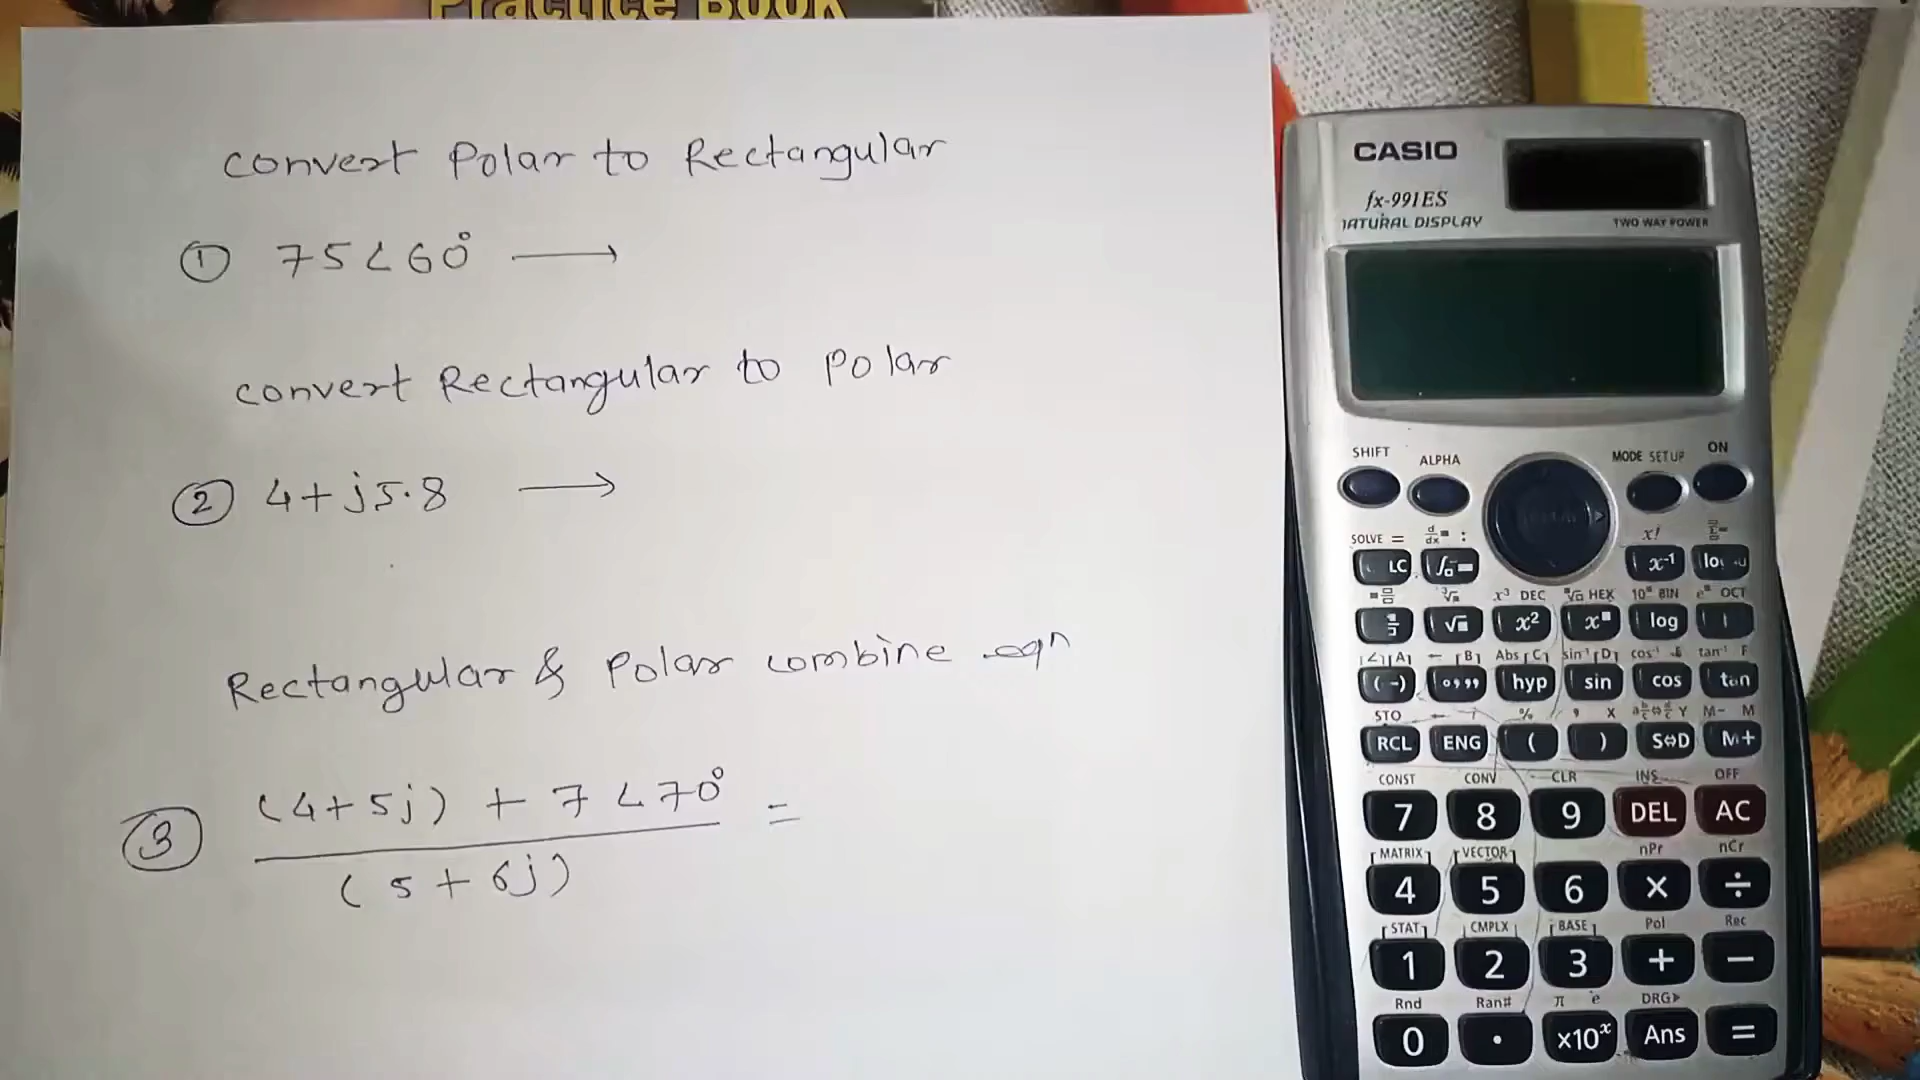 Practice Book
Convert Polar to Rectangular
① 75∠60° →
Convert Rectangular to Polar
② 4+j5.8 →
Rectangular & Polar combine eqn
③ (4+5j) + 7∠70° =
(5+6j)
CASIO
fx-991ES
NATURAL DISPLAY
TWO WAY POWER
SHIFT ALPHA MODE SETUP ON
SOLVE = d/dx : x!
LC x⁻¹
x³ DEC HEX BIN OCT
√ x² log
∠ A B Abs C sin⁻¹ D cos⁻¹ E tan⁻¹ F
(-) hyp sin cos tan
STO % , X Y M- M
RCL ENG ( ) S⇔D M+
CONST CONV CLR INS OFF
7 8 9 DEL AC
MATRIX VECTOR nPr nCr
4 5 6 × ÷
STAT CMPLX BASE Pol Rec
1 2 3 + −
Rnd Ran# π e DRG▶
0 . ×10ˣ Ans =